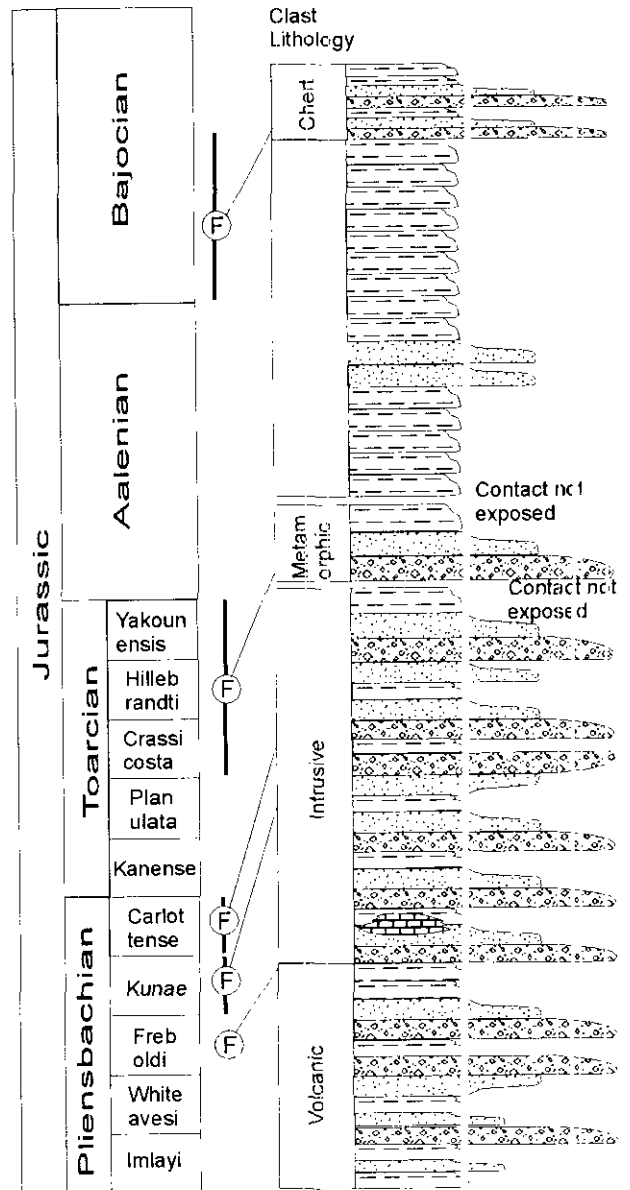 Clast
Lithology
Jurassic
Bajocian
Aalenian
Toarcian
Pliensbachian
Yakoun
ensis
Hilleb
randti
Crassi
costa
Plan
ulata
Kanense
Carlot
tense
Kunae
Freb
oldi
White
avesi
Imlayi
F
F
F
F
F
Chert
Metam
orphic
Intrusive
Volcanic
Contact not
exposed
Contact not
exposed